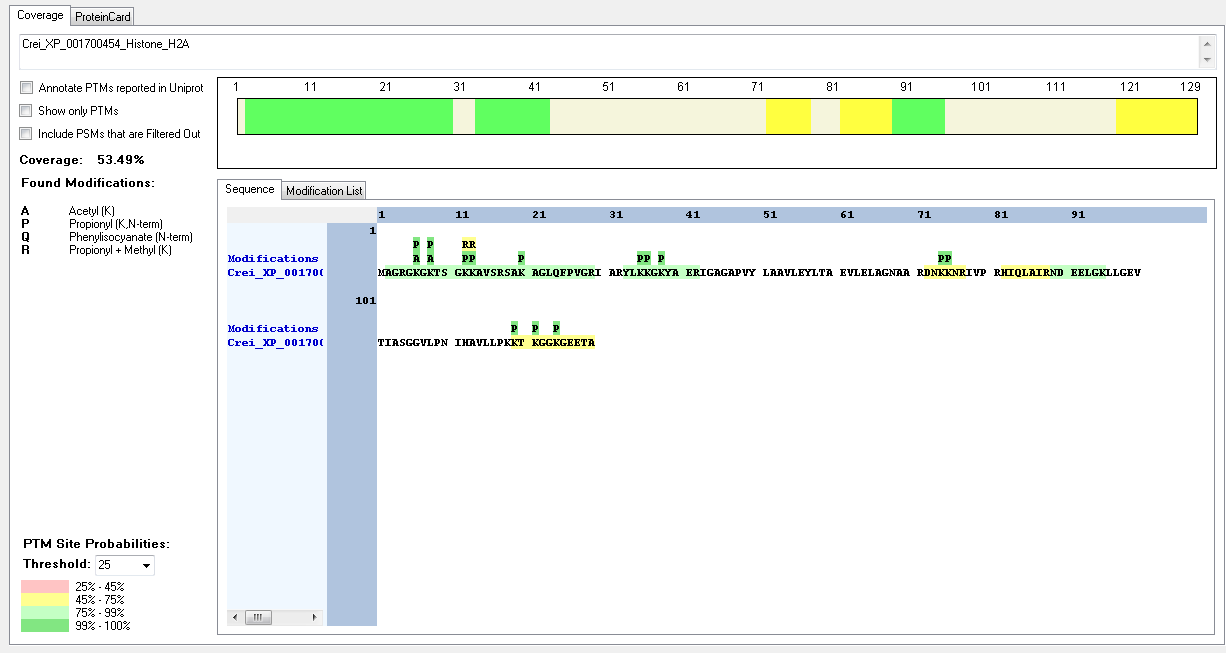 Coverage ProteinCard
Crei_XP_001700454_Histone_H2A
Annotate PTMs reported in Uniprot
Show only PTMs
Include PSMs that are Filtered Out
Coverage: 53.49%
Found Modifications:
A Acetyl (K)
P Propionyl (K,N-term)
Q Phenylisocyanate (N-term)
R Propionyl + Methyl (K)
1 11 21 31 41 51 61 71 81 91 101 111 121 129
Sequence Modification List
1 11 21 31 41 51 61 71 81 91
1
P P RR
Modifications A A PP P PP P PP
Crei_XP_00170( MAGRGKGKTS GKKAVSRSAK AGLQFPVGRI ARYLKKGKYA ERIGAGAPVY LAAVLEYLTA EVLELAGNAA RDNKKNRIVP RHIQLAIRND EELGKLLGEV
101
Modifications P P P
Crei_XP_00170( TIASGGVLPN IHAVLLPKKT KGGKGEETA
PTM Site Probabilities:
Threshold: 25
25% - 45%
45% - 75%
75% - 99%
99% - 100%